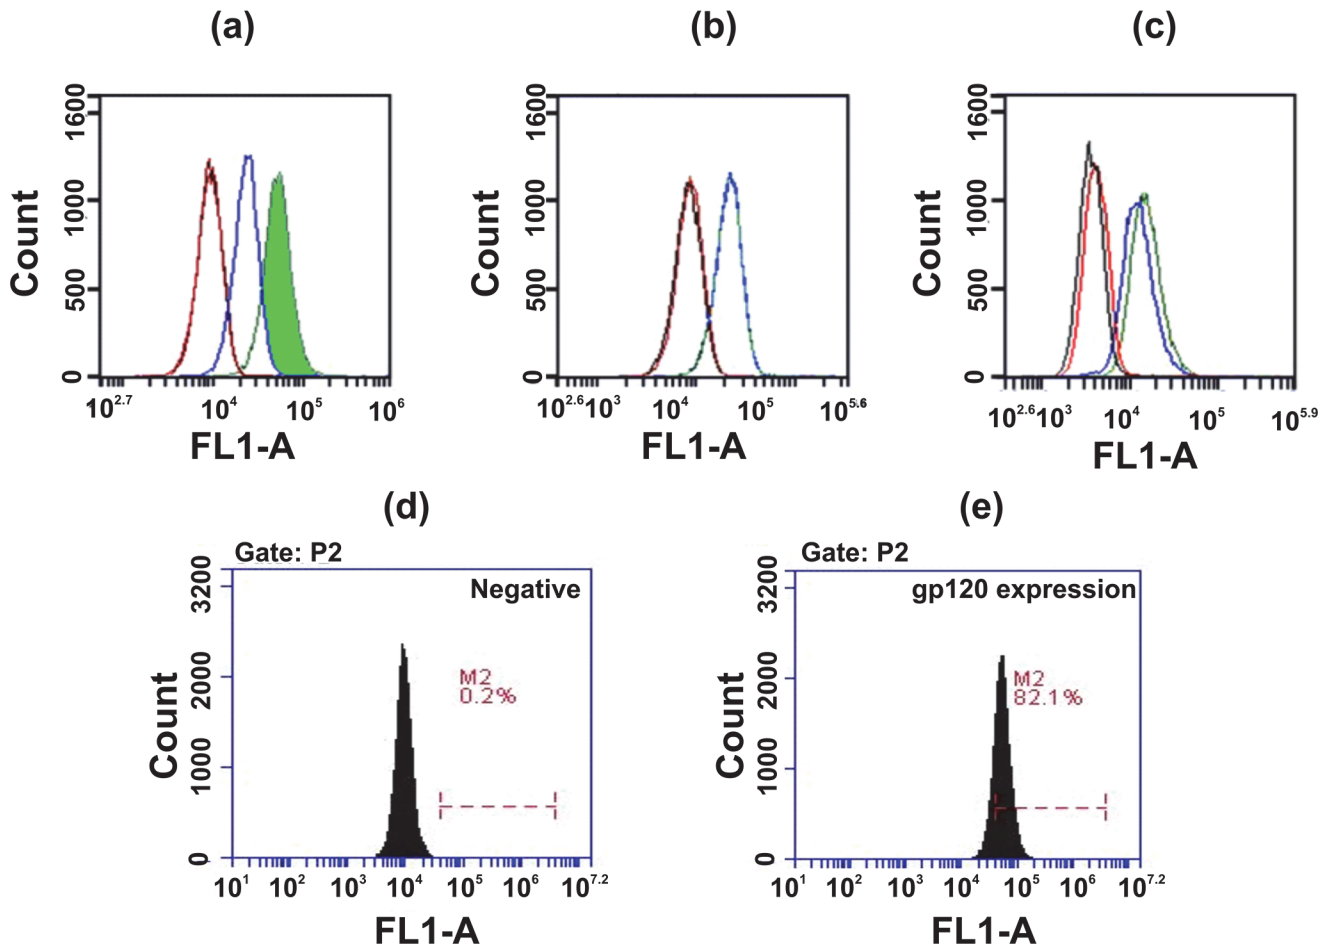 (a) (b) (c)
1600
1000
500
0
Count
10^2.7 10^4 10^5 10^6
FL1-A
1600
1000
500
0
Count
10^2.6 10^3 10^4 10^5 10^5.6
FL1-A
1600
1000
500
0
Count
10^2.6 10^3 10^4 10^5 10^5.9
FL1-A
(d) (e)
Gate: P2
Negative
M2
0.2%
3200
2000
1000
0
Count
10^1 10^2 10^3 10^4 10^5 10^6 10^7.2
FL1-A
Gate: P2
gp120 expression
M2
82.1%
3200
2000
1000
0
Count
10^1 10^2 10^3 10^4 10^5 10^6 10^7.2
FL1-A